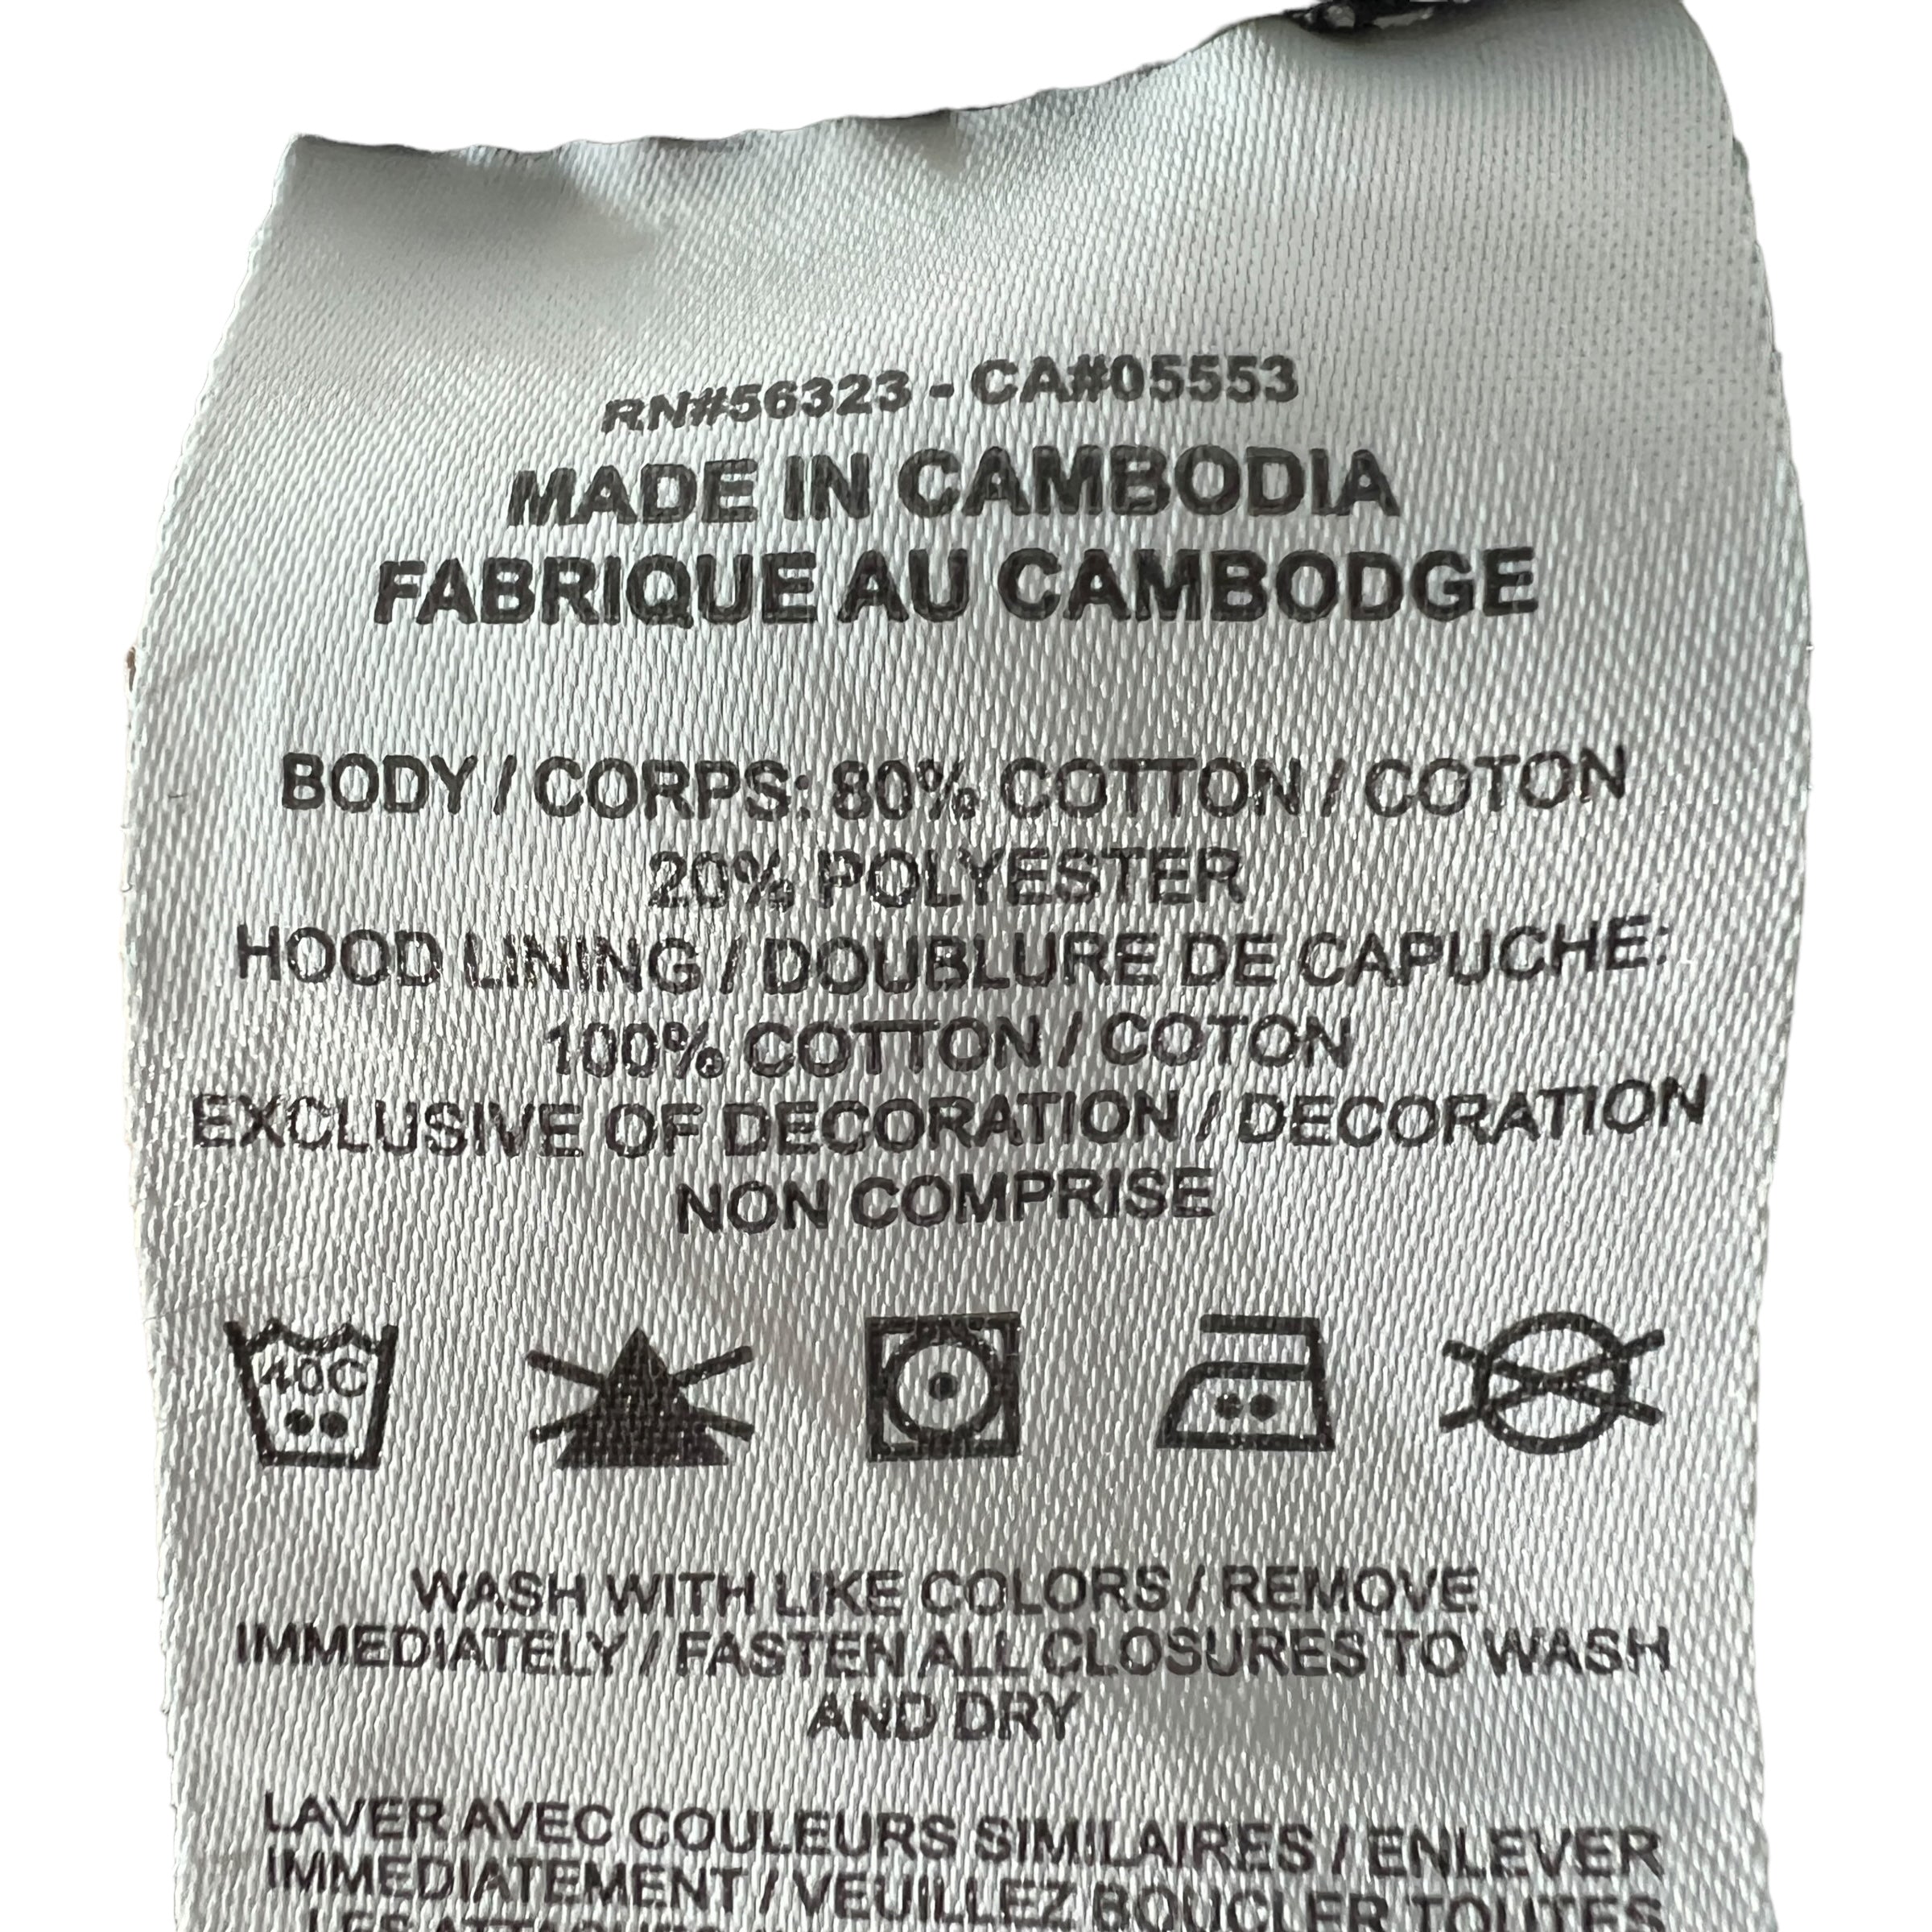 RN#56323 - CA#05553
MADE IN CAMBODIA
FABRIQUE AU CAMBODGE
BODY / CORPS: 80% COTTON / COTON
20% POLYESTER
HOOD LINING / DOUBLURE DE CAPUCHE:
100% COTTON / COTON
EXCLUSIVE OF DECORATION / DECORATION
NON COMPRISE
40C
WASH WITH LIKE COLORS / REMOVE
IMMEDIATELY / FASTEN ALL CLOSURES TO WASH
AND DRY
LAVER AVEC COULEURS SIMILAIRES / ENLEVER
IMMEDIATEMENT / VEUILLEZ BOUCLER TOUTES